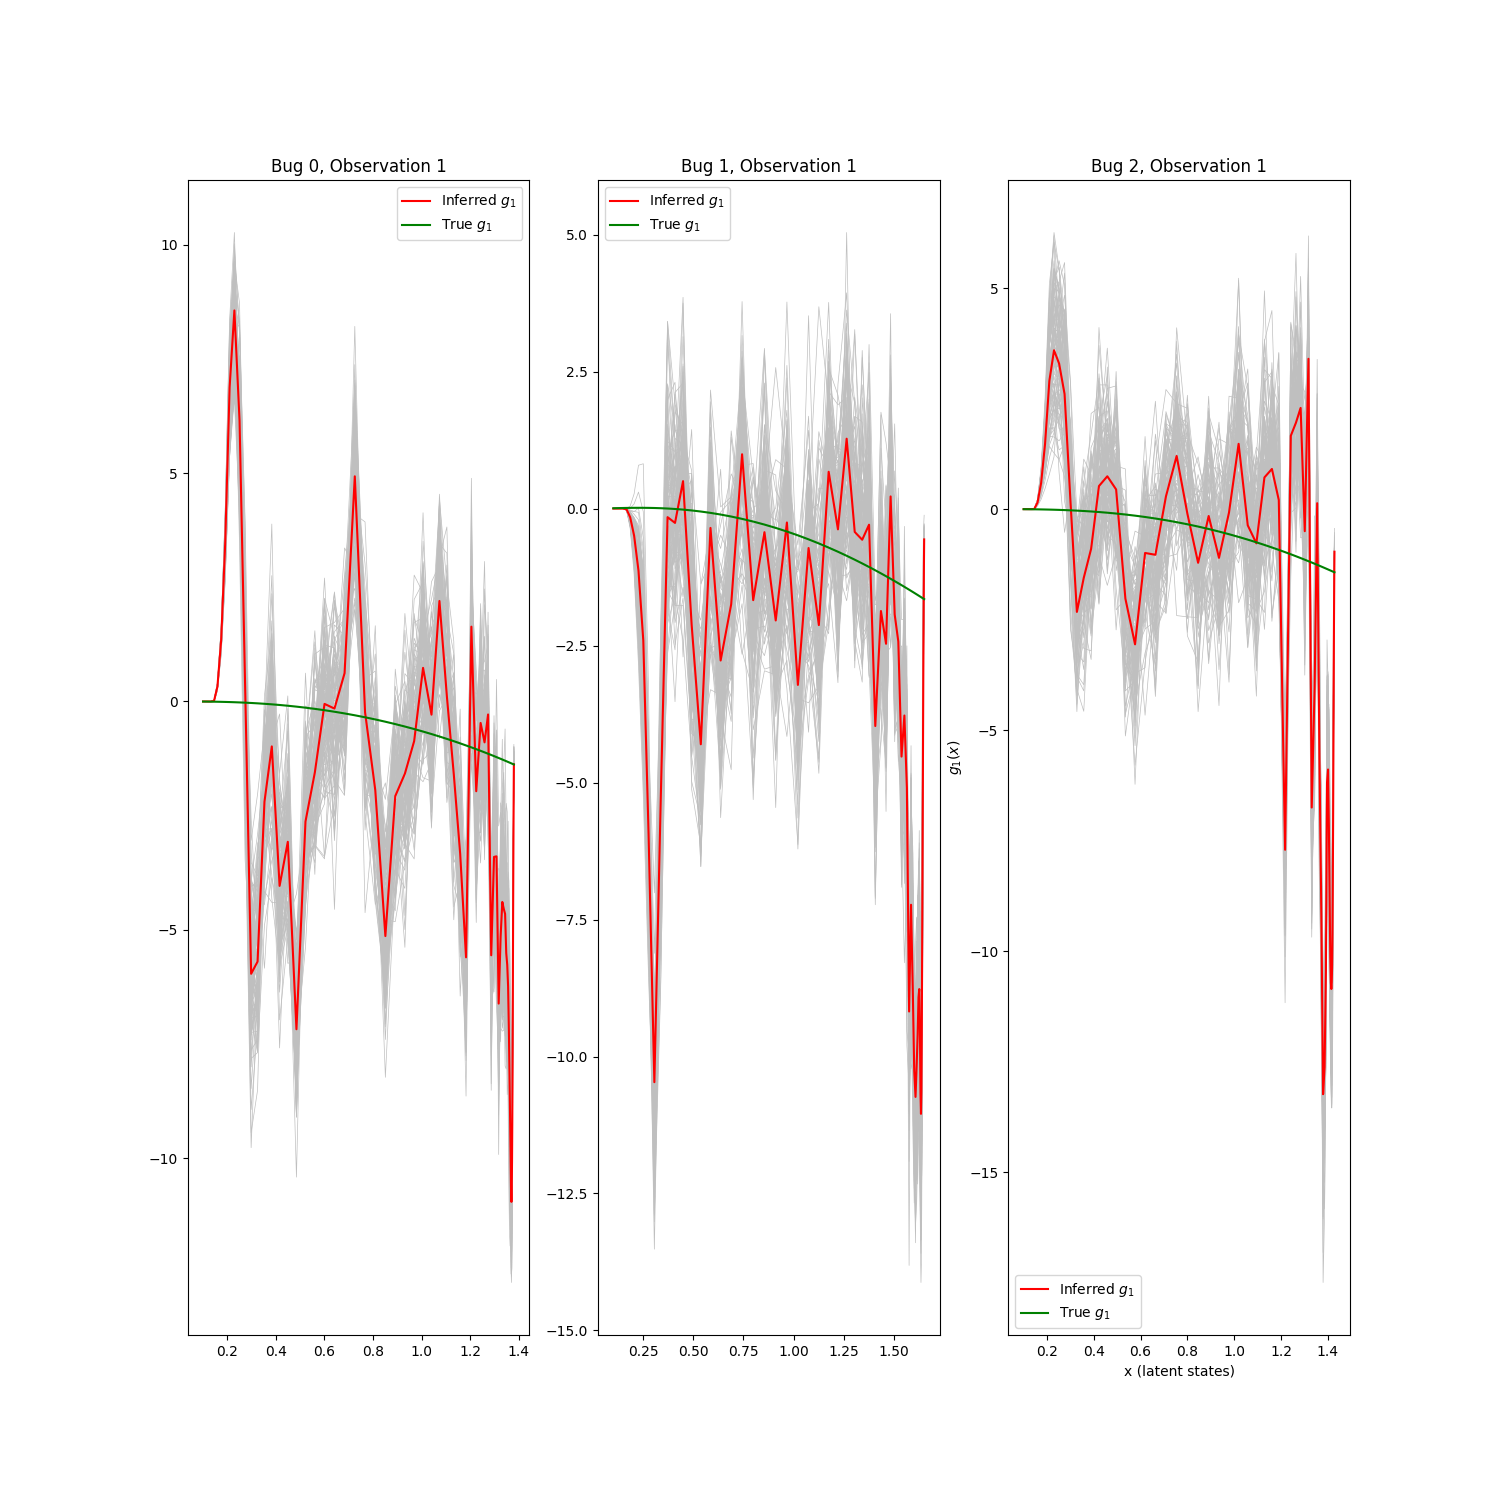 Bug 0, Observation 1
Inferred g₁
True g₁
10
5
0
−5
−10
0.2 0.4 0.6 0.8 1.0 1.2 1.4
Bug 1, Observation 1
Inferred g₁
True g₁
5.0
2.5
0.0
−2.5
−5.0
−7.5
−10.0
−12.5
−15.0
0.25 0.50 0.75 1.00 1.25 1.50
Bug 2, Observation 1
g₁(x)
5
0
−5
−10
−15
Inferred g₁
True g₁
0.2 0.4 0.6 0.8 1.0 1.2 1.4
x (latent states)